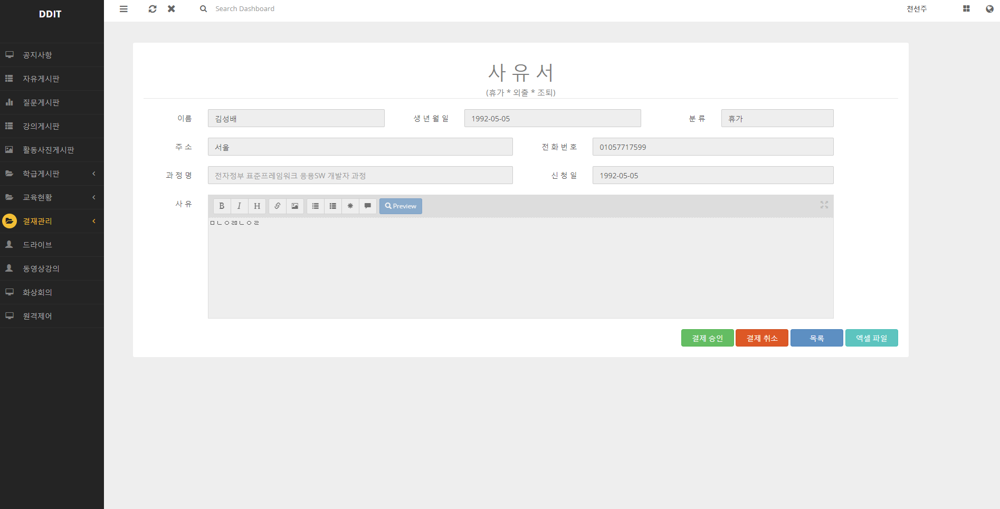 DDIT
Search Dashboard
천선주
공지사항
자유게시판
질문게시판
강의게시판
활동사진게시판
학급게시판
교육현황
결재관리
드라이브
동영상강의
화상회의
원격제어
사 유 서
(휴가 * 외출 * 조퇴)
이름 김성배 생 년 월 일 1992-05-05 분 류 휴가
주 소 서울 전 화 번 호 01057717599
과 정 명 전자정부 표준프레임워크 응용SW 개발자 과정 신 청 일 1992-05-05
사 유
B I H Preview
ㅁㄴㅇㄻㄴㅇㄹ
결제 승인 결제 취소 목록 엑셀 파일